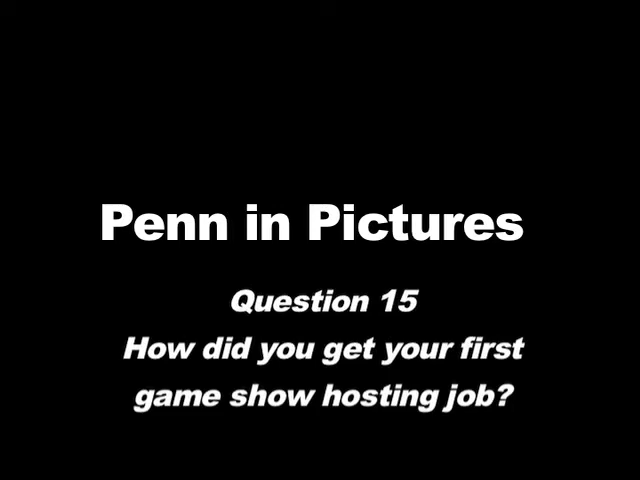 Penn in Pictures
Question 15
How did you get your first
game show hosting job?